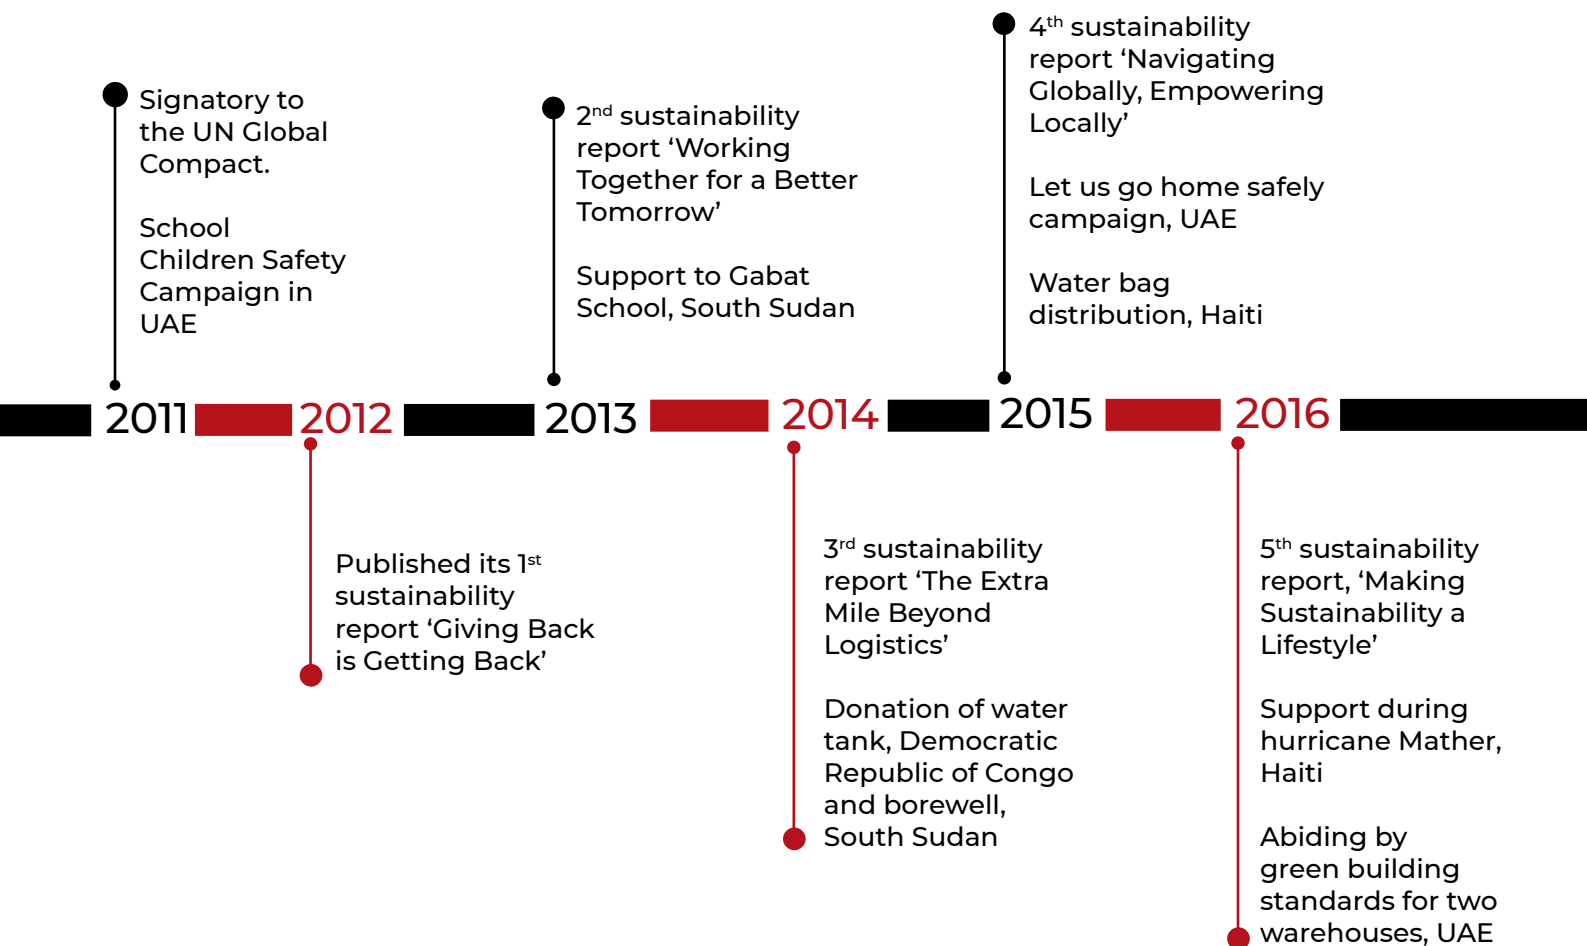 Signatory to
the UN Global
Compact.
School
Children Safety
Campaign in
UAE
2nd sustainability
report ‘Working
Together for a Better
Tomorrow’
Support to Gabat
School, South Sudan
4th sustainability
report ‘Navigating
Globally, Empowering
Locally’
Let us go home safely
campaign, UAE
Water bag
distribution, Haiti
2011 2012 2013 2014 2015 2016
Published its 1st
sustainability
report ‘Giving Back
is Getting Back’
3rd sustainability
report ‘The Extra
Mile Beyond
Logistics’
Donation of water
tank, Democratic
Republic of Congo
and borewell,
South Sudan
5th sustainability
report, ‘Making
Sustainability a
Lifestyle’
Support during
hurricane Mather,
Haiti
Abiding by
green building
standards for two
warehouses, UAE